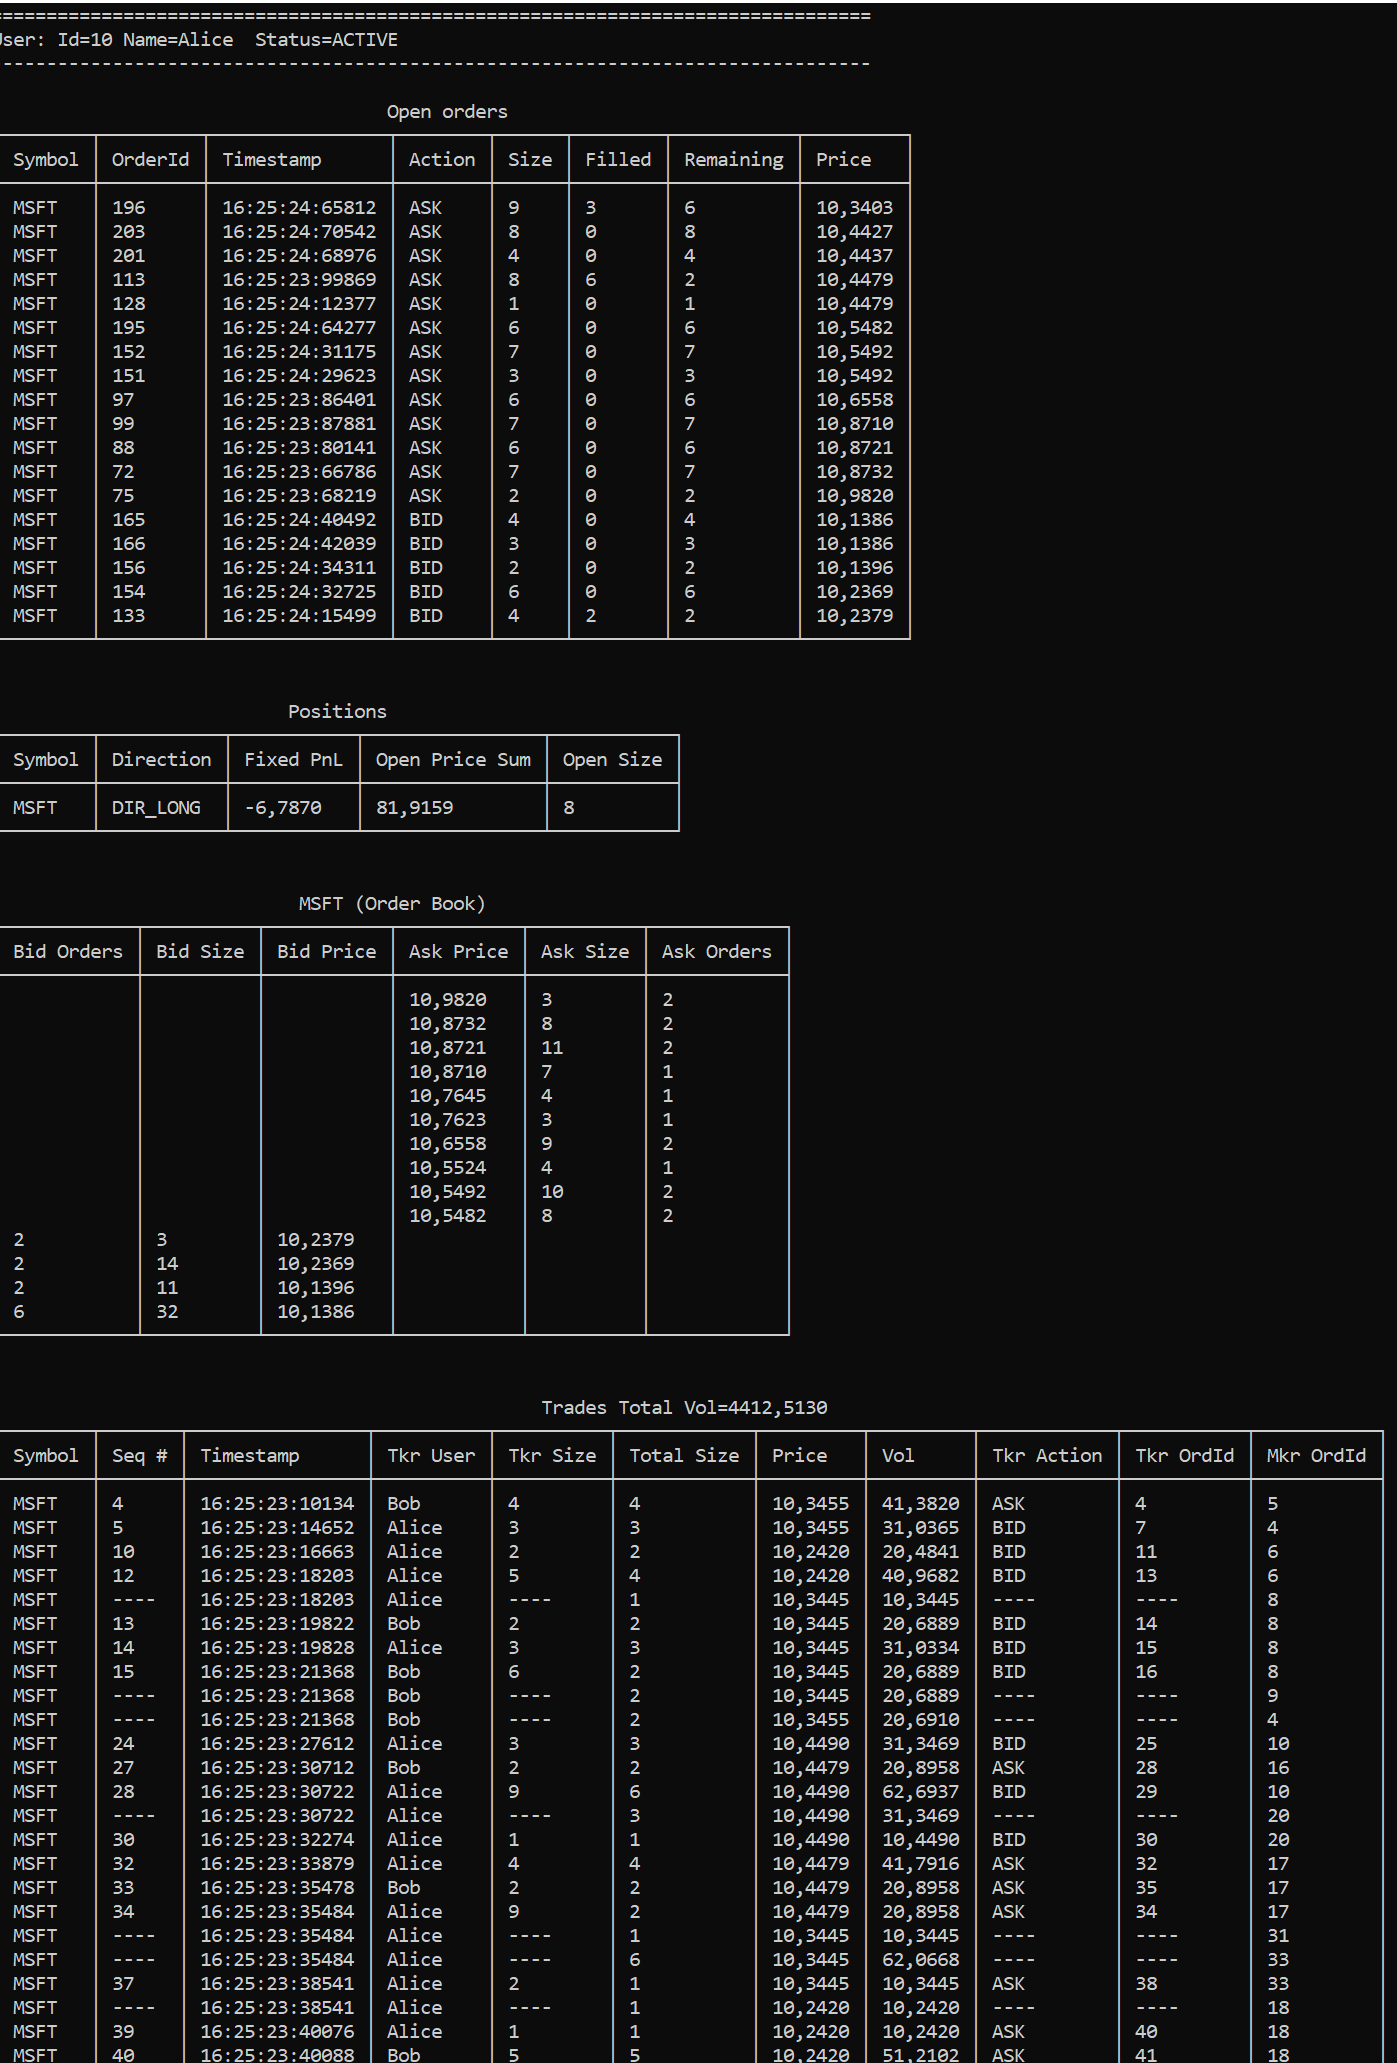 User: Id=10 Name=Alice  Status=ACTIVE
Open orders
Symbol OrderId Timestamp Action Size Filled Remaining Price
MSFT 196 16:25:24:65812 ASK 9 3 6 10,3403
MSFT 203 16:25:24:70542 ASK 8 0 8 10,4427
MSFT 201 16:25:24:68976 ASK 4 0 4 10,4437
MSFT 113 16:25:23:99869 ASK 8 6 2 10,4479
MSFT 128 16:25:24:12377 ASK 1 0 1 10,4479
MSFT 195 16:25:24:64277 ASK 6 0 6 10,5482
MSFT 152 16:25:24:31175 ASK 7 0 7 10,5492
MSFT 151 16:25:24:29623 ASK 3 0 3 10,5492
MSFT 97 16:25:23:86401 ASK 6 0 6 10,6558
MSFT 99 16:25:23:87881 ASK 7 0 7 10,8710
MSFT 88 16:25:23:80141 ASK 6 0 6 10,8721
MSFT 72 16:25:23:66786 ASK 7 0 7 10,8732
MSFT 75 16:25:23:68219 ASK 2 0 2 10,9820
MSFT 165 16:25:24:40492 BID 4 0 4 10,1386
MSFT 166 16:25:24:42039 BID 3 0 3 10,1386
MSFT 156 16:25:24:34311 BID 2 0 2 10,1396
MSFT 154 16:25:24:32725 BID 6 0 6 10,2369
MSFT 133 16:25:24:15499 BID 4 2 2 10,2379
Positions
Symbol Direction Fixed PnL Open Price Sum Open Size
MSFT DIR_LONG -6,7870 81,9159 8
MSFT (Order Book)
Bid Orders Bid Size Bid Price Ask Price Ask Size Ask Orders
10,9820 3 2
10,8732 8 2
10,8721 11 2
10,8710 7 1
10,7645 4 1
10,7623 3 1
10,6558 9 2
10,5524 4 1
10,5492 10 2
10,5482 8 2
2 3 10,2379
2 14 10,2369
2 11 10,1396
6 32 10,1386
Trades Total Vol=4412,5130
Symbol Seq # Timestamp Tkr User Tkr Size Total Size Price Vol Tkr Action Tkr OrdId Mkr OrdId
MSFT 4 16:25:23:10134 Bob 4 4 10,3455 41,3820 ASK 4 5
MSFT 5 16:25:23:14652 Alice 3 3 10,3455 31,0365 BID 7 4
MSFT 10 16:25:23:16663 Alice 2 2 10,2420 20,4841 BID 11 6
MSFT 12 16:25:23:18203 Alice 5 4 10,2420 40,9682 BID 13 6
MSFT ---- 16:25:23:18203 Alice ---- 1 10,3445 10,3445 ---- ---- 8
MSFT 13 16:25:23:19822 Bob 2 2 10,3445 20,6889 BID 14 8
MSFT 14 16:25:23:19828 Alice 3 3 10,3445 31,0334 BID 15 8
MSFT 15 16:25:23:21368 Bob 6 2 10,3445 20,6889 BID 16 8
MSFT ---- 16:25:23:21368 Bob ---- 2 10,3445 20,6889 ---- ---- 9
MSFT ---- 16:25:23:21368 Bob ---- 2 10,3455 20,6910 ---- ---- 4
MSFT 24 16:25:23:27612 Alice 3 3 10,4490 31,3469 BID 25 10
MSFT 27 16:25:23:30712 Bob 2 2 10,4479 20,8958 ASK 28 16
MSFT 28 16:25:23:30722 Alice 9 6 10,4490 62,6937 BID 29 10
MSFT ---- 16:25:23:30722 Alice ---- 3 10,4490 31,3469 ---- ---- 20
MSFT 30 16:25:23:32274 Alice 1 1 10,4490 10,4490 BID 30 20
MSFT 32 16:25:23:33879 Alice 4 4 10,4479 41,7916 ASK 32 17
MSFT 33 16:25:23:35478 Bob 2 2 10,4479 20,8958 ASK 35 17
MSFT 34 16:25:23:35484 Alice 9 2 10,4479 20,8958 ASK 34 17
MSFT ---- 16:25:23:35484 Alice ---- 1 10,3445 10,3445 ---- ---- 31
MSFT ---- 16:25:23:35484 Alice ---- 6 10,3445 62,0668 ---- ---- 33
MSFT 37 16:25:23:38541 Alice 2 1 10,3445 10,3445 ASK 38 33
MSFT ---- 16:25:23:38541 Alice ---- 1 10,2420 10,2420 ---- ---- 18
MSFT 39 16:25:23:40076 Alice 1 1 10,2420 10,2420 ASK 40 18
MSFT 40 16:25:23:40088 Bob 5 5 10,2420 51,2102 ASK 41 18